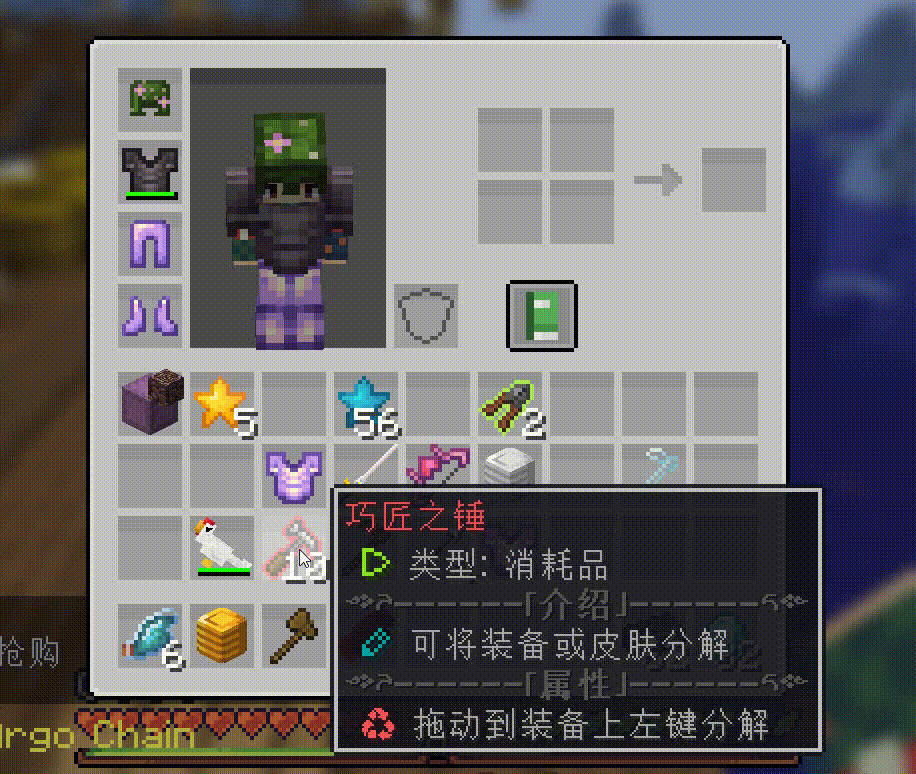 5
56
2
10
巧匠之锤
类型: 消耗品
「介绍」
可将装备或皮肤分解
「属性」
拖动到装备上左键分解
6
抢购
Argo Chain